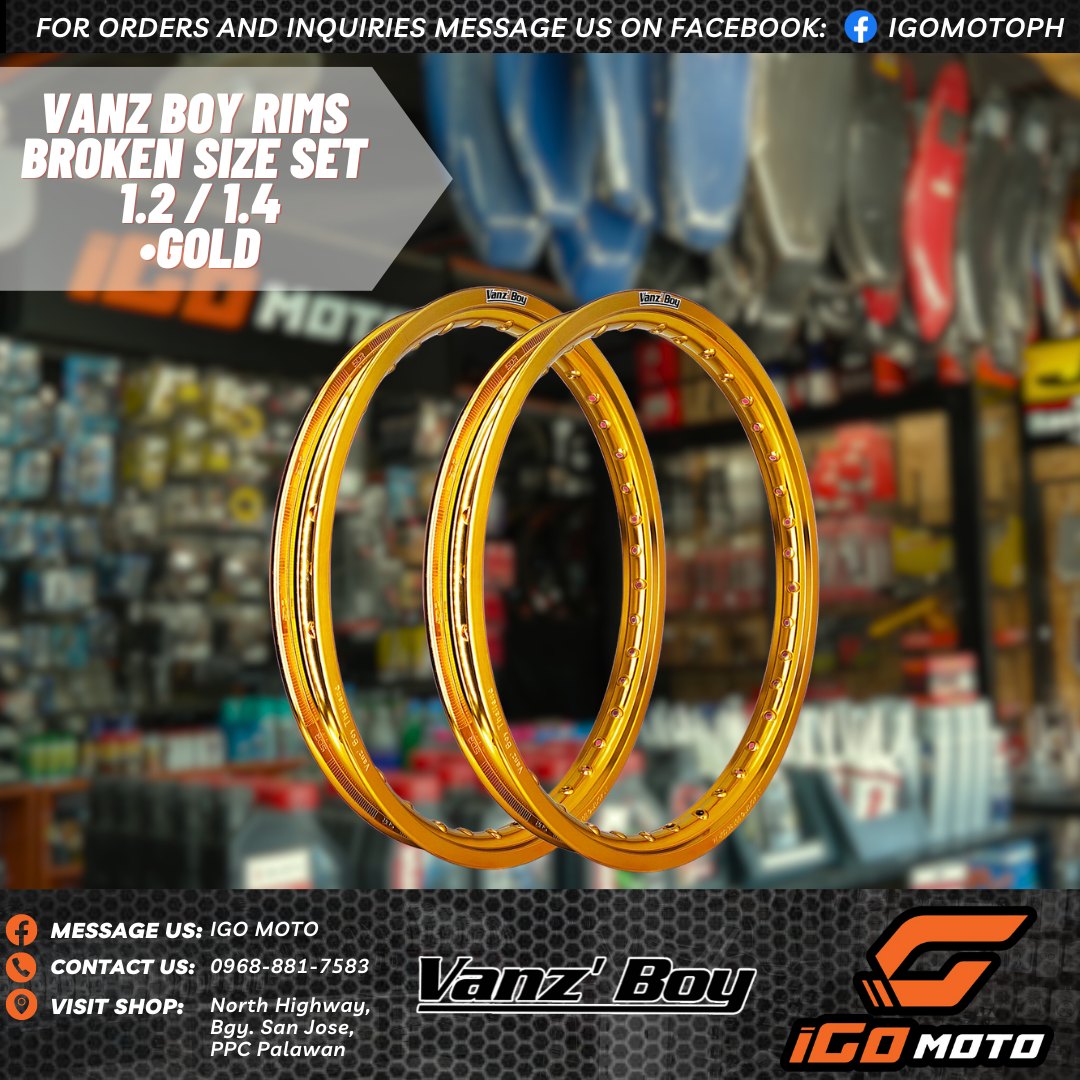 FOR ORDERS AND INQUIRIES MESSAGE US ON FACEBOOK: IGOMOTOPH
VANZ BOY RIMS
BROKEN SIZE SET
1.2 / 1.4
•GOLD
iGO MOTO
Vanz' Boy
Vanz' Boy
MESSAGE US: IGO MOTO
CONTACT US: 0968-881-7583
VISIT SHOP: North Highway,
Bgy. San Jose,
PPC Palawan
Vanz' Boy
iGO MOTO